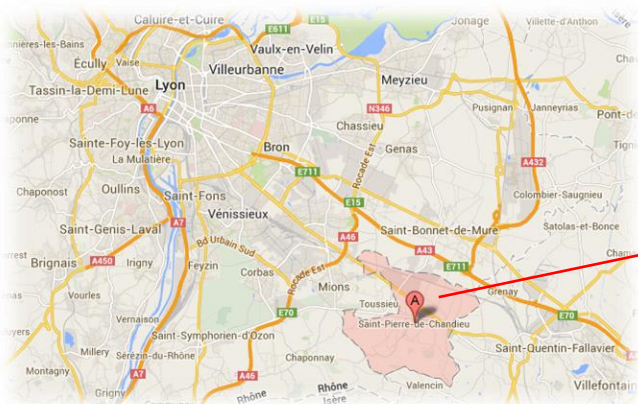 Caluire-et-Cuire
E611
E15
Jonage
Villette-d'Anthon
Écully
Vaise
Vaulx-en-Velin
Villeurbanne
Lyon
Meyzieu
Tassin-la-Demi-Lune
A6
N346
Pusignan
Janneyrias
Pont-de
Chassieu
Sainte-Foy-lès-Lyon
La Mulatière
Bron
Genas
E711
A432
Rocade Est
Chaponost
Oullins
Saint-Fons
Colombier-Saugnieu
A7
Vénissieux
E15
Saint-Genis-Laval
A46
Saint-Bonnet-de-Mure
Satolas-et-Bonce
Bd Urbain Sud
A43
Brignais
A450
Irigny
Feyzin
Corbas
Rocade Est
E711
Mions
Grenay
Vourles
Toussieu
A
E70
E70
Vernaison
Saint-Pierre-de-Chandieu
Saint-Symphorien-d'Ozon
Millery
Sérézin-du-Rhône
Chaponnay
Saint-Quentin-Fallavier
Montagny
A7
A46
Valencin
Villefontain
Grigny
Rhône
Isère
Rhône
Isère